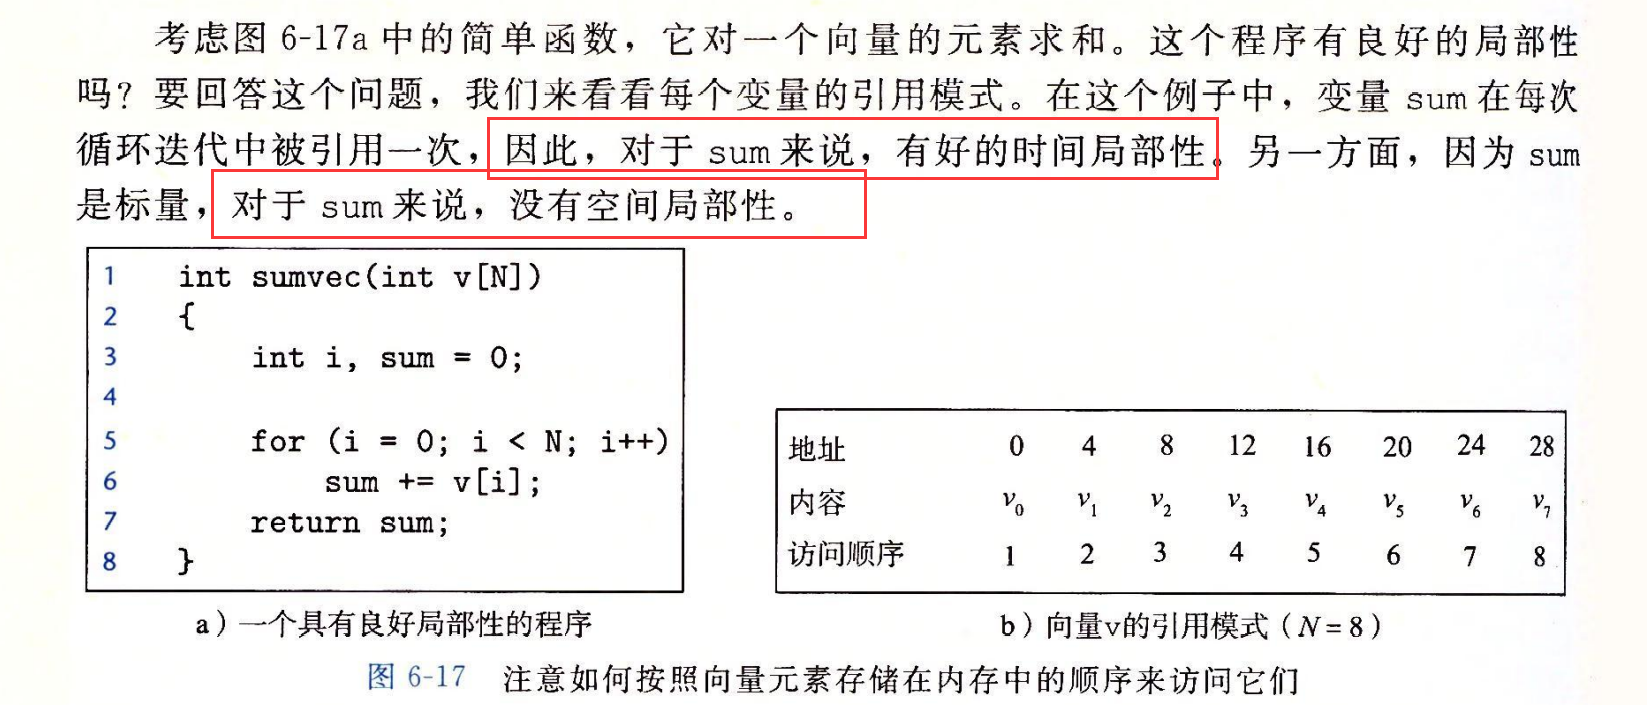 考虑图 6-17a 中的简单函数，它对一个向量的元素求和。这个程序有良好的局部性
吗？要回答这个问题，我们来看看每个变量的引用模式。在这个例子中，变量 sum 在每次
循环迭代中被引用一次，因此，对于 sum 来说，有好的时间局部性。另一方面，因为 sum
是标量，对于 sum 来说，没有空间局部性。
1 int sumvec(int v[N])
2 {
3 int i, sum = 0;
4
5 for (i = 0; i < N; i++)
6 sum += v[i];
7 return sum;
8 }
a）一个具有良好局部性的程序
地址 0 4 8 12 16 20 24 28
内容 v0 v1 v2 v3 v4 v5 v6 v7
访问顺序 1 2 3 4 5 6 7 8
b）向量v的引用模式（N=8）
图 6-17 注意如何按照向量元素存储在内存中的顺序来访问它们